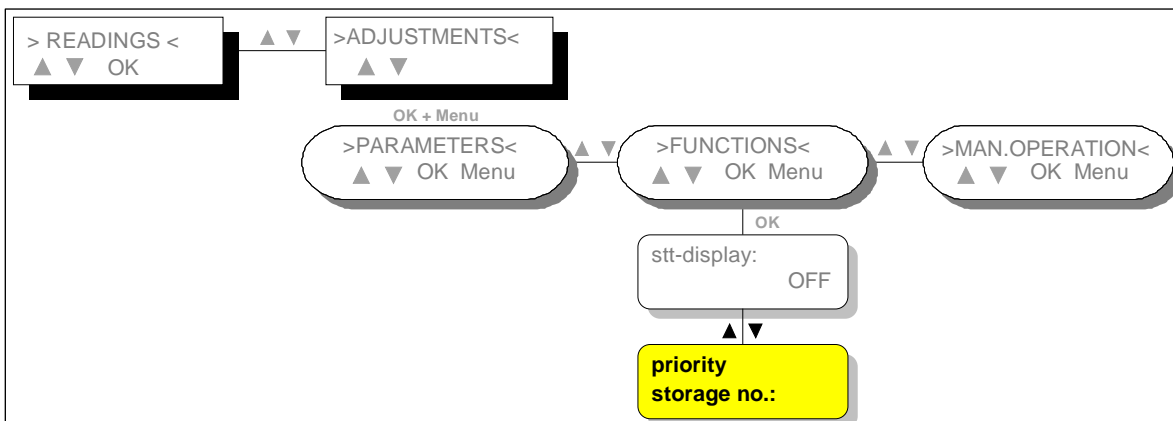 > READINGS <
▲ ▼ OK
▲ ▼
>ADJUSTMENTS<
▲ ▼
OK + Menu
>PARAMETERS<
▲ ▼ OK Menu
▲ ▼
>FUNCTIONS<
▲ ▼ OK Menu
▲ ▼
>MAN.OPERATION<
▲ ▼ OK Menu
OK
stt-display:
OFF
▲ ▼
priority
storage no.: